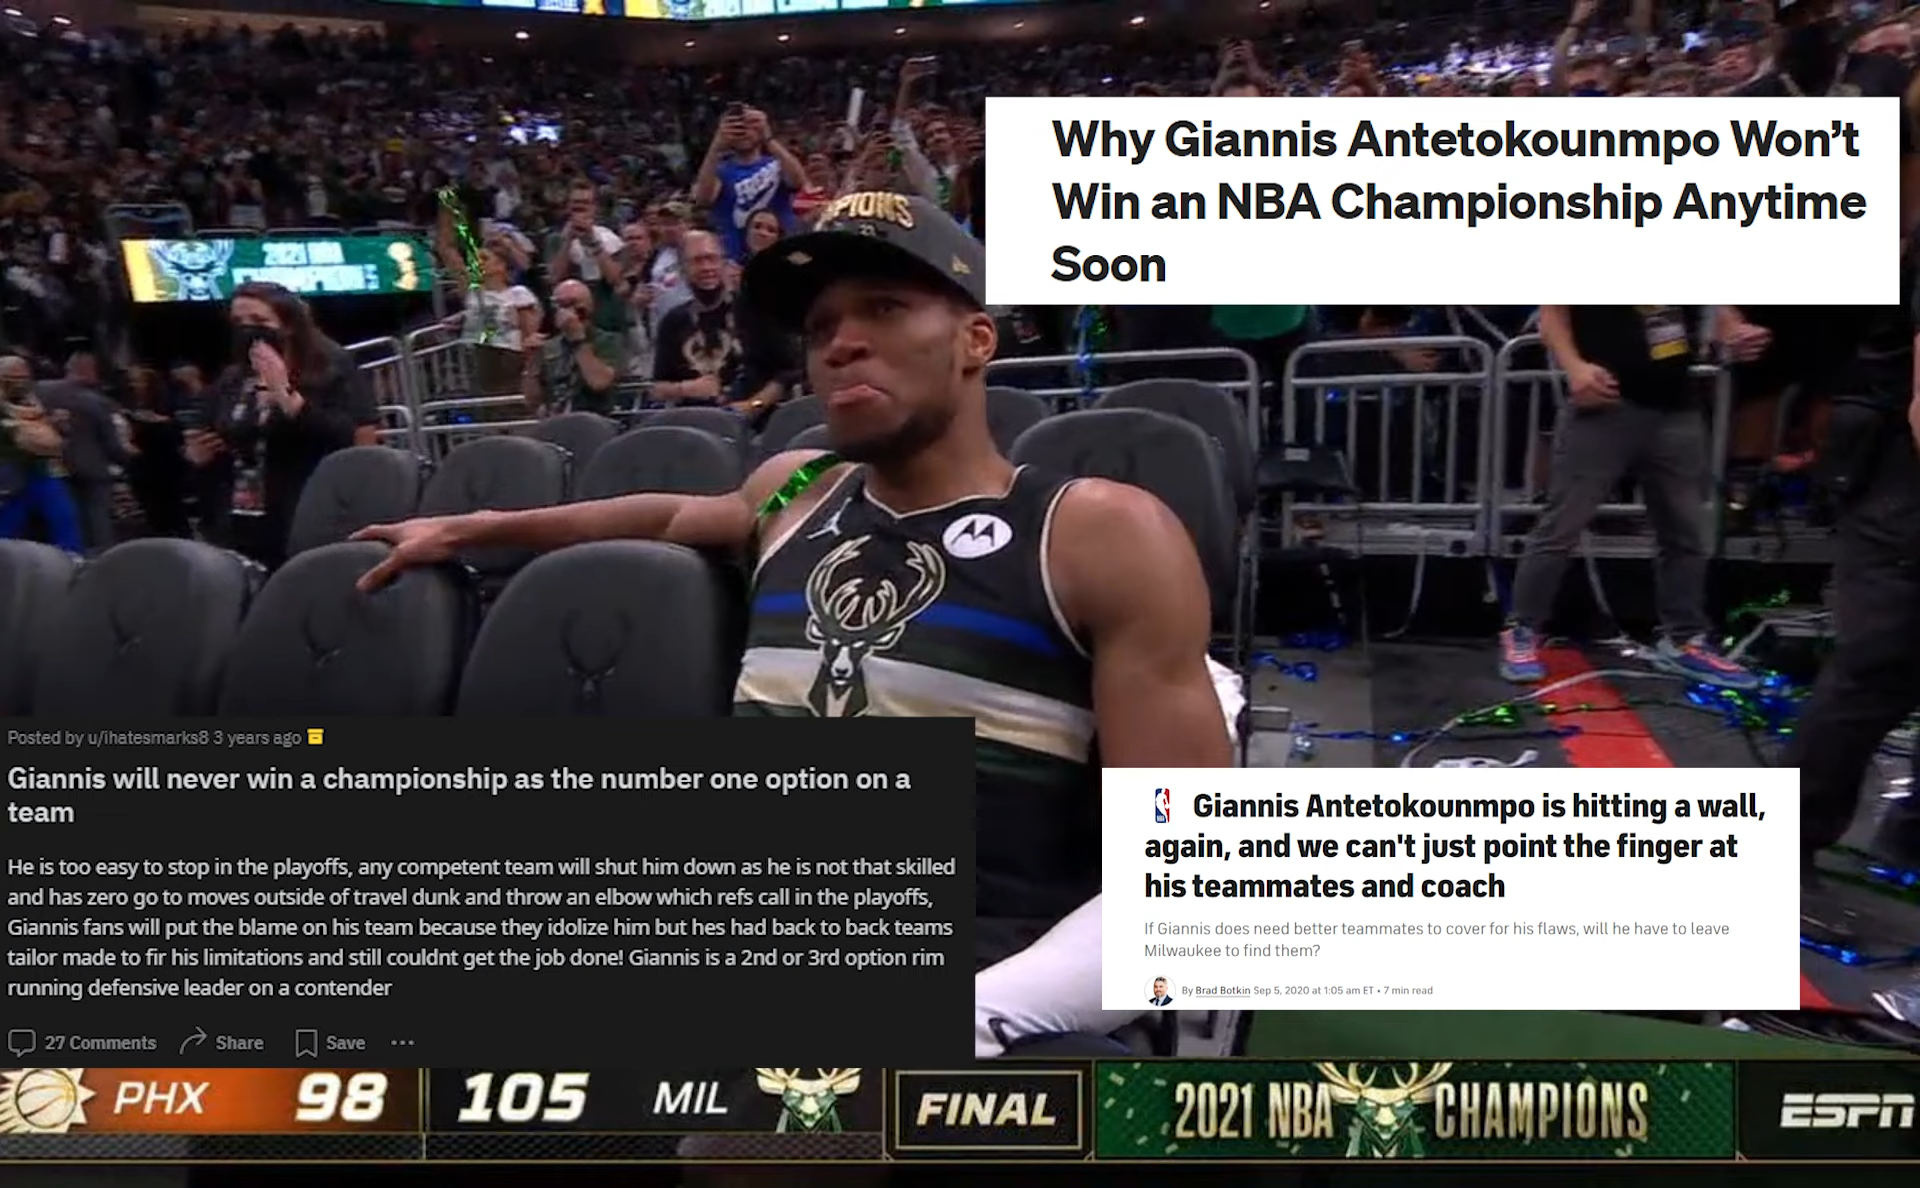 Why Giannis Antetokounmpo Won't
Win an NBA Championship Anytime
Soon
2021 NBA
Posted by u/ihatesmarks8 3 years ago
Giannis will never win a championship as the number one option on a
team
He is too easy to stop in the playoffs, any competent team will shut him down as he is not that skilled
and has zero go to moves outside of travel dunk and throw an elbow which refs call in the playoffs,
Giannis fans will put the blame on his team because they idolize him but hes had back to back teams
tailor made to fir his limitations and still couldnt get the job done! Giannis is a 2nd or 3rd option rim
running defensive leader on a contender
27 Comments Share Save ...
Giannis Antetokounmpo is hitting a wall,
again, and we can't just point the finger at
his teammates and coach
If Giannis does need better teammates to cover for his flaws, will he have to leave
Milwaukee to find them?
By Brad Botkin Sep 5, 2020 at 1:05 am ET • 7 min read
PHX 98 105 MIL FINAL 2021 NBA CHAMPIONS ESPN